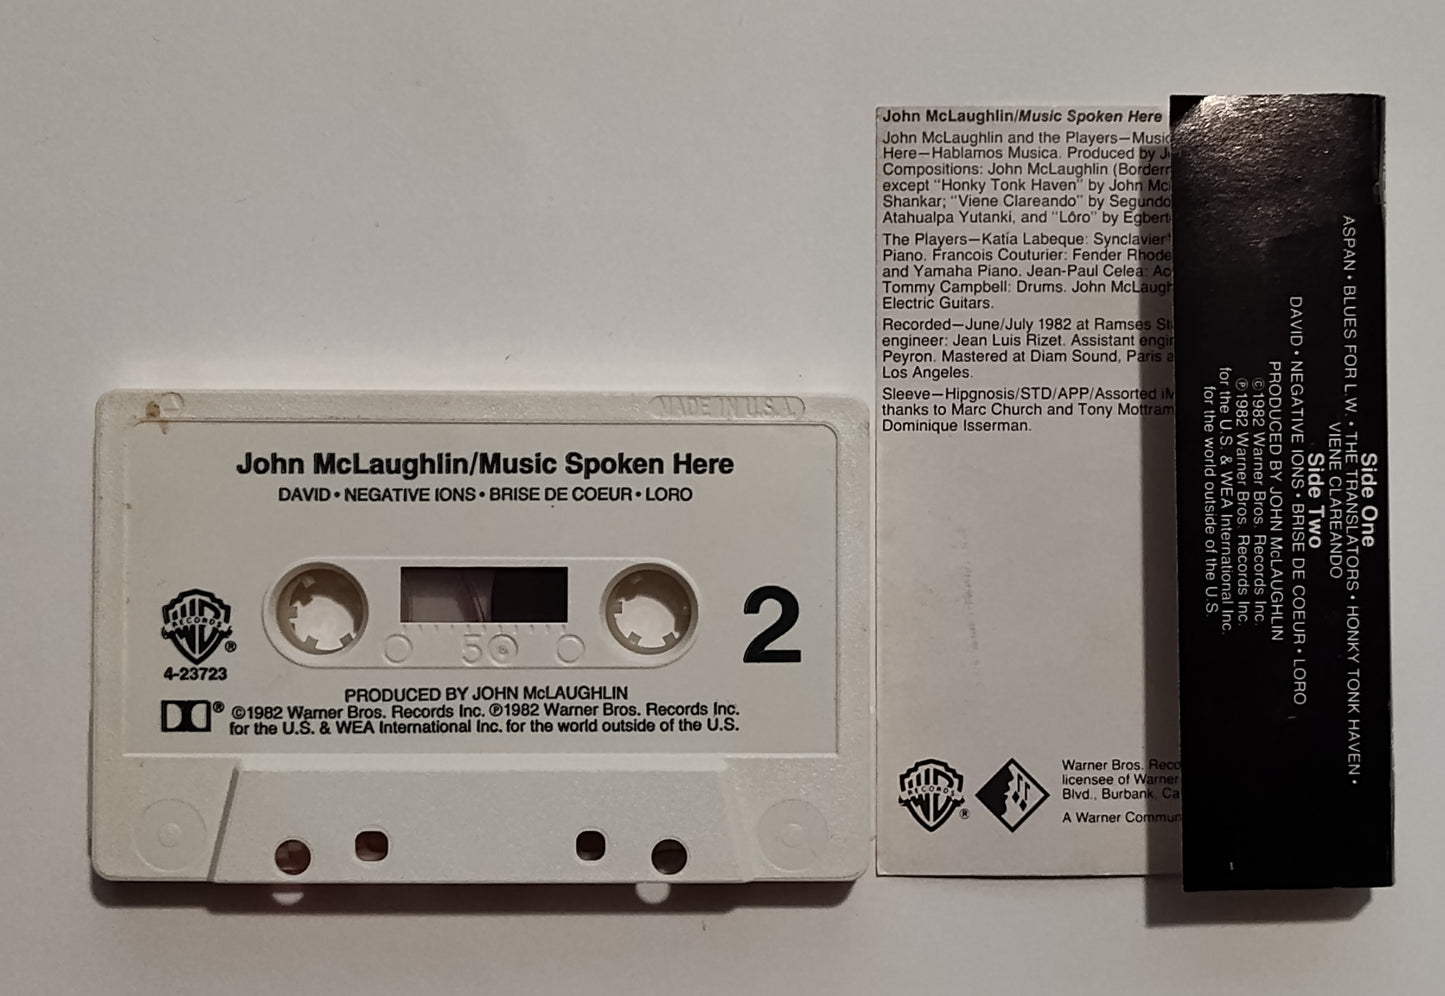 MADE IN U.S.A.
John McLaughlin/Music Spoken Here
DAVID • NEGATIVE IONS • BRISE DE COEUR • LORO
50
2
WB
RECORDS
®
4-23723
PRODUCED BY JOHN McLAUGHLIN
® ©1982 Warner Bros. Records Inc. ℗1982 Warner Bros. Records Inc.
for the U.S. & WEA International Inc. for the world outside of the U.S.
John McLaughlin/Music Spoken Here
John McLaughlin and the Players—Music
Here—Hablamos Musica. Produced by
Compositions: John McLaughlin
except "Honky Tonk Haven" by John
Shankar; "Viene Clareando" by Segundo
Atahualpa Yutanki, and "Lôro" by
The Players—Katia Labeque: Synclavier
Piano. Francois Couturier: Fender
and Yamaha Piano. Jean-Paul Celea:
Tommy Campbell: Drums. John
Electric Guitars.
Recorded—June/July 1982 at Ramses
engineer: Jean Luis Rizet. Assistant
Peyron. Mastered at Diam Sound, Paris
Los Angeles.
Sleeve—Hipgnosis/STD/APP/Assorted
thanks to Marc Church and Tony
Dominique Isserman.
WB
RECORDS
®
Warner Bros.
licensee of Warner
Blvd., Burbank,
A Warner
Side One
ASPAN • BLUES FOR L.W. • THE TRANSLATORS • HONKY TONK HAVEN •
VIENE CLAREANDO
Side Two
DAVID • NEGATIVE IONS • BRISE DE COEUR • LORO
PRODUCED BY JOHN McLAUGHLIN
©1982 Warner Bros. Records Inc.
℗1982 Warner Bros. Records Inc.
for the U.S. & WEA International Inc.
for the world outside of the U.S.